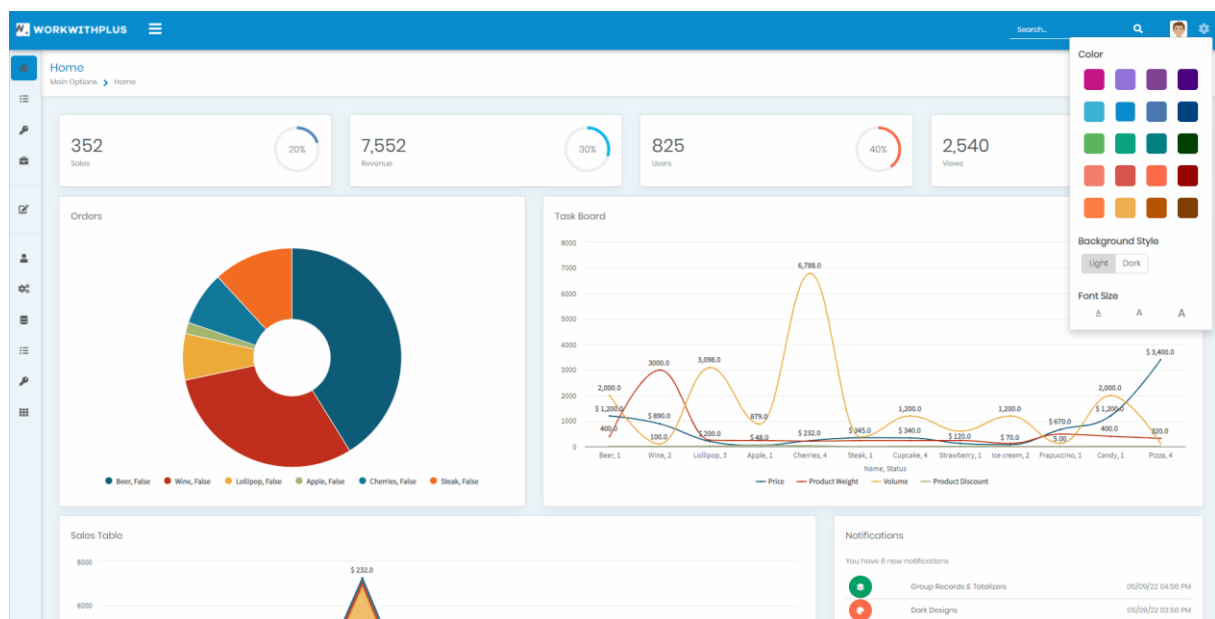 W. WORKWITHPLUS
Search...
Home
Main Options Home
Color
Background Style
Light Dark
Font Size
A A A
352
Sales
20%
7,552
Revenue
30%
825
Users
40%
2,540
Views
Orders
Beer, False Wine, False Lollipop, False Apple, False Cherries, False Steak, False
Task Board
8000
7000
6000
5000
4000
3000
2000
1000
0
6,788.0
$ 3,400.0
3000.0 3,098.0
2,000.0 2,000.0
$ 1,200.0 $ 890.0 879.0 1,200.0 1,200.0 $ 670.0 $ 1,200.0
400.0 100.0 $ 200.0 $ 48.0 $ 232.0 $ 345.0 $ 340.0 $ 120.0 $ 70.0 5.00 400.0 320.0
Beer, 1 Wine, 2 Lollipop, 3 Apple, 1 Cherries, 4 Steak, 1 Cupcake, 4 Strawberry, 1 Ice cream, 2 Frapuccino, 1 Candy, 1 Pizza, 4
Name, Status
Price Product Weight Volume Product Discount
Sales Table
8000
$ 232.0
6000
Notifications
You have 6 new notifications
Group Records & Totalizers 05/09/22 04:58 PM
Dark Designs 05/09/22 02:58 PM